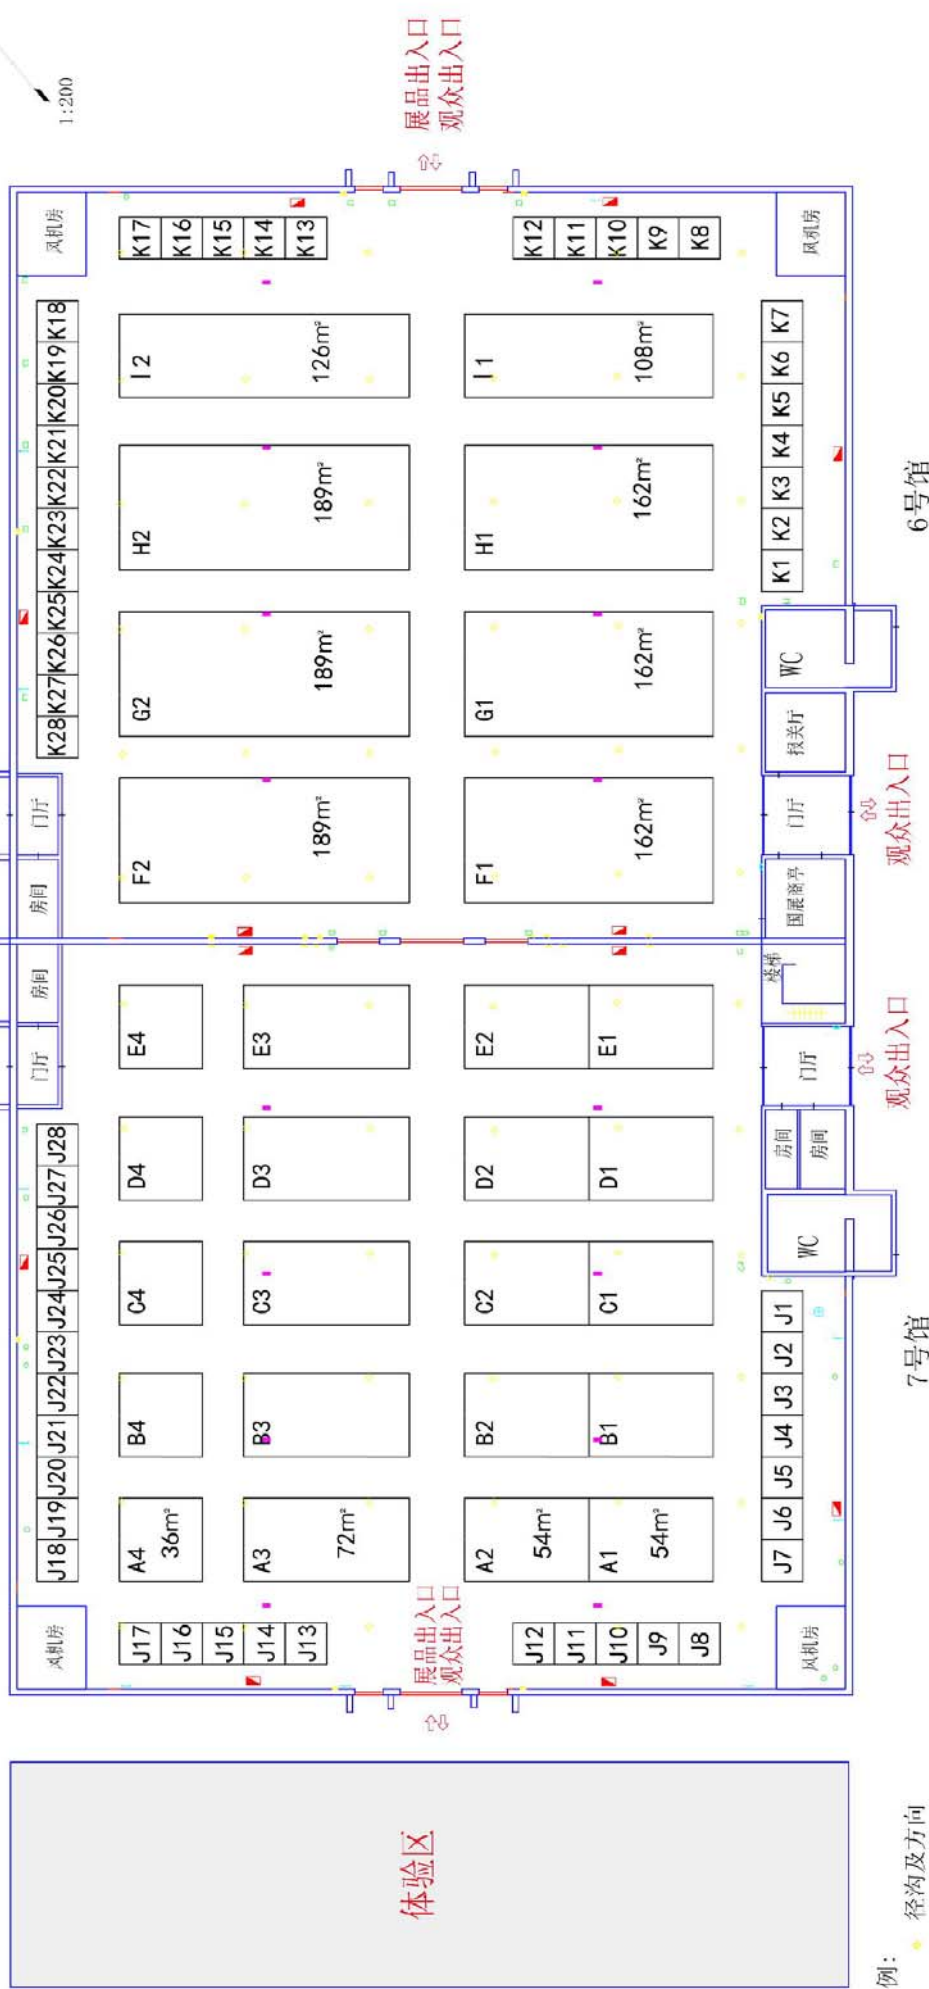 1:200
展品出入口
观众出入口
风机房
K17
K16
K15
K14
K13
K12
K11
K10
K9
K8
风机房
K28 K27 K26 K25 K24 K23 K22 K21 K20 K19 K18
I2
126m²
I1
108m²
H2
189m²
H1
162m²
G2
189m²
G1
162m²
F2
189m²
F1
162m²
K1 K2 K3 K4 K5 K6 K7
6号馆
WC
报关厅
门厅
观众出入口
国展商亭
楼梯
门厅
房间
房间
门厅
门厅
观众出入口
房间
房间
WC
E4
E3
E2
E1
D4
D3
D2
D1
C4
C3
C2
C1
B4
B3
B2
B1
A4
36m²
A3
72m²
A2
54m²
A1
54m²
J18 J19 J20 J21 J22 J23 J24 J25 J26 J27 J28
J7 J6 J5 J4 J3 J2 J1
7号馆
风机房
J17
J16
J15
J14
J13
展品出入口
观众出入口
J12
J11
J10
J9
J8
风机房
体验区
例：
径沟及方向